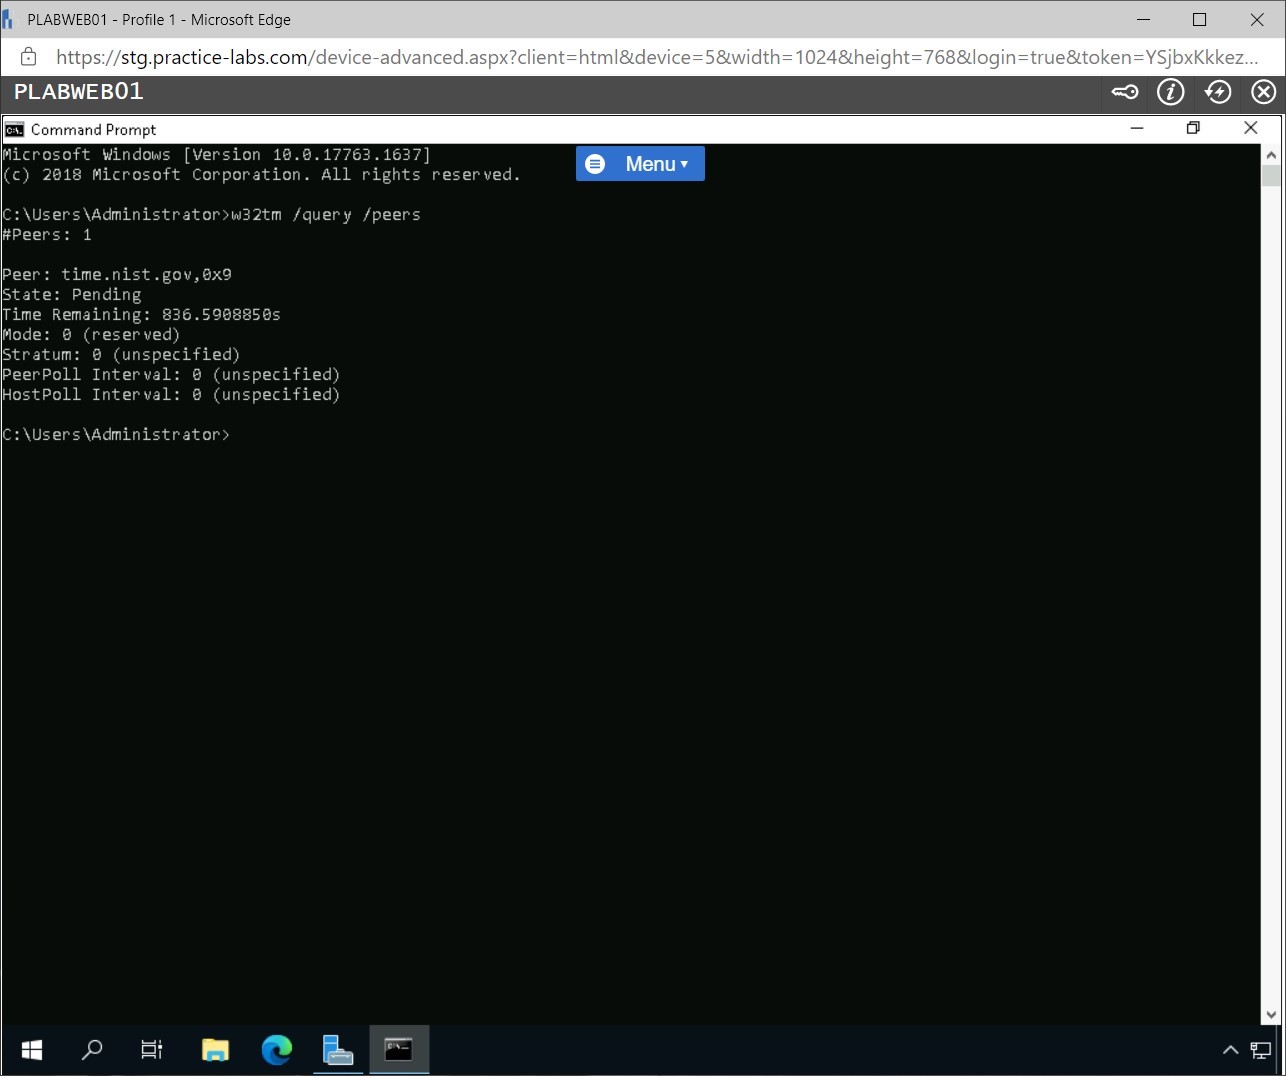 PLABWEB01 - Profile 1 - Microsoft Edge
https://stg.practice-labs.com/device-advanced.aspx?client=html&device=5&width=1024&height=768&login=true&token=YSjbxKkkez...
PLABWEB01
Command Prompt
Microsoft Windows [Version 10.0.17763.1637]
Menu
(c) 2018 Microsoft Corporation. All rights reserved.
C:\Users\Administrator>w32tm /query /peers
#Peers: 1
Peer: time.nist.gov,0x9
State: Pending
Time Remaining: 836.5908850s
Mode: 0 (reserved)
Stratum: 0 (unspecified)
PeerPoll Interval: 0 (unspecified)
HostPoll Interval: 0 (unspecified)
C:\Users\Administrator>